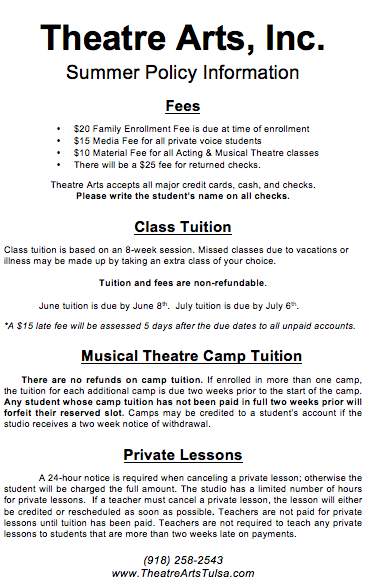 Theatre Arts, Inc.
Summer Policy Information
Fees
• $20 Family Enrollment Fee is due at time of enrollment
• $15 Media Fee for all private voice students
• $10 Material Fee for all Acting & Musical Theatre classes
• There will be a $25 fee for returned checks.
Theatre Arts accepts all major credit cards, cash, and checks.
Please write the student's name on all checks.
Class Tuition
Class tuition is based on an 8-week session. Missed classes due to vacations or
illness may be made up by taking an extra class of your choice.
Tuition and fees are non-refundable.
June tuition is due by June 8th. July tuition is due by July 6th.
*A $15 late fee will be assessed 5 days after the due dates to all unpaid accounts.
Musical Theatre Camp Tuition
There are no refunds on camp tuition. If enrolled in more than one camp,
the tuition for each additional camp is due two weeks prior to the start of the camp.
Any student whose camp tuition has not been paid in full two weeks prior will
forfeit their reserved slot. Camps may be credited to a student's account if the
studio receives a two week notice of withdrawal.
Private Lessons
A 24-hour notice is required when canceling a private lesson; otherwise the
student will be charged the full amount. The studio has a limited number of hours
for private lessons. If a teacher must cancel a private lesson, the lesson will either
be credited or rescheduled as soon as possible. Teachers are not paid for private
lessons until tuition has been paid. Teachers are not required to teach any private
lessons to students that are more than two weeks late on payments.
(918) 258-2543
www.TheatreArtsTulsa.com